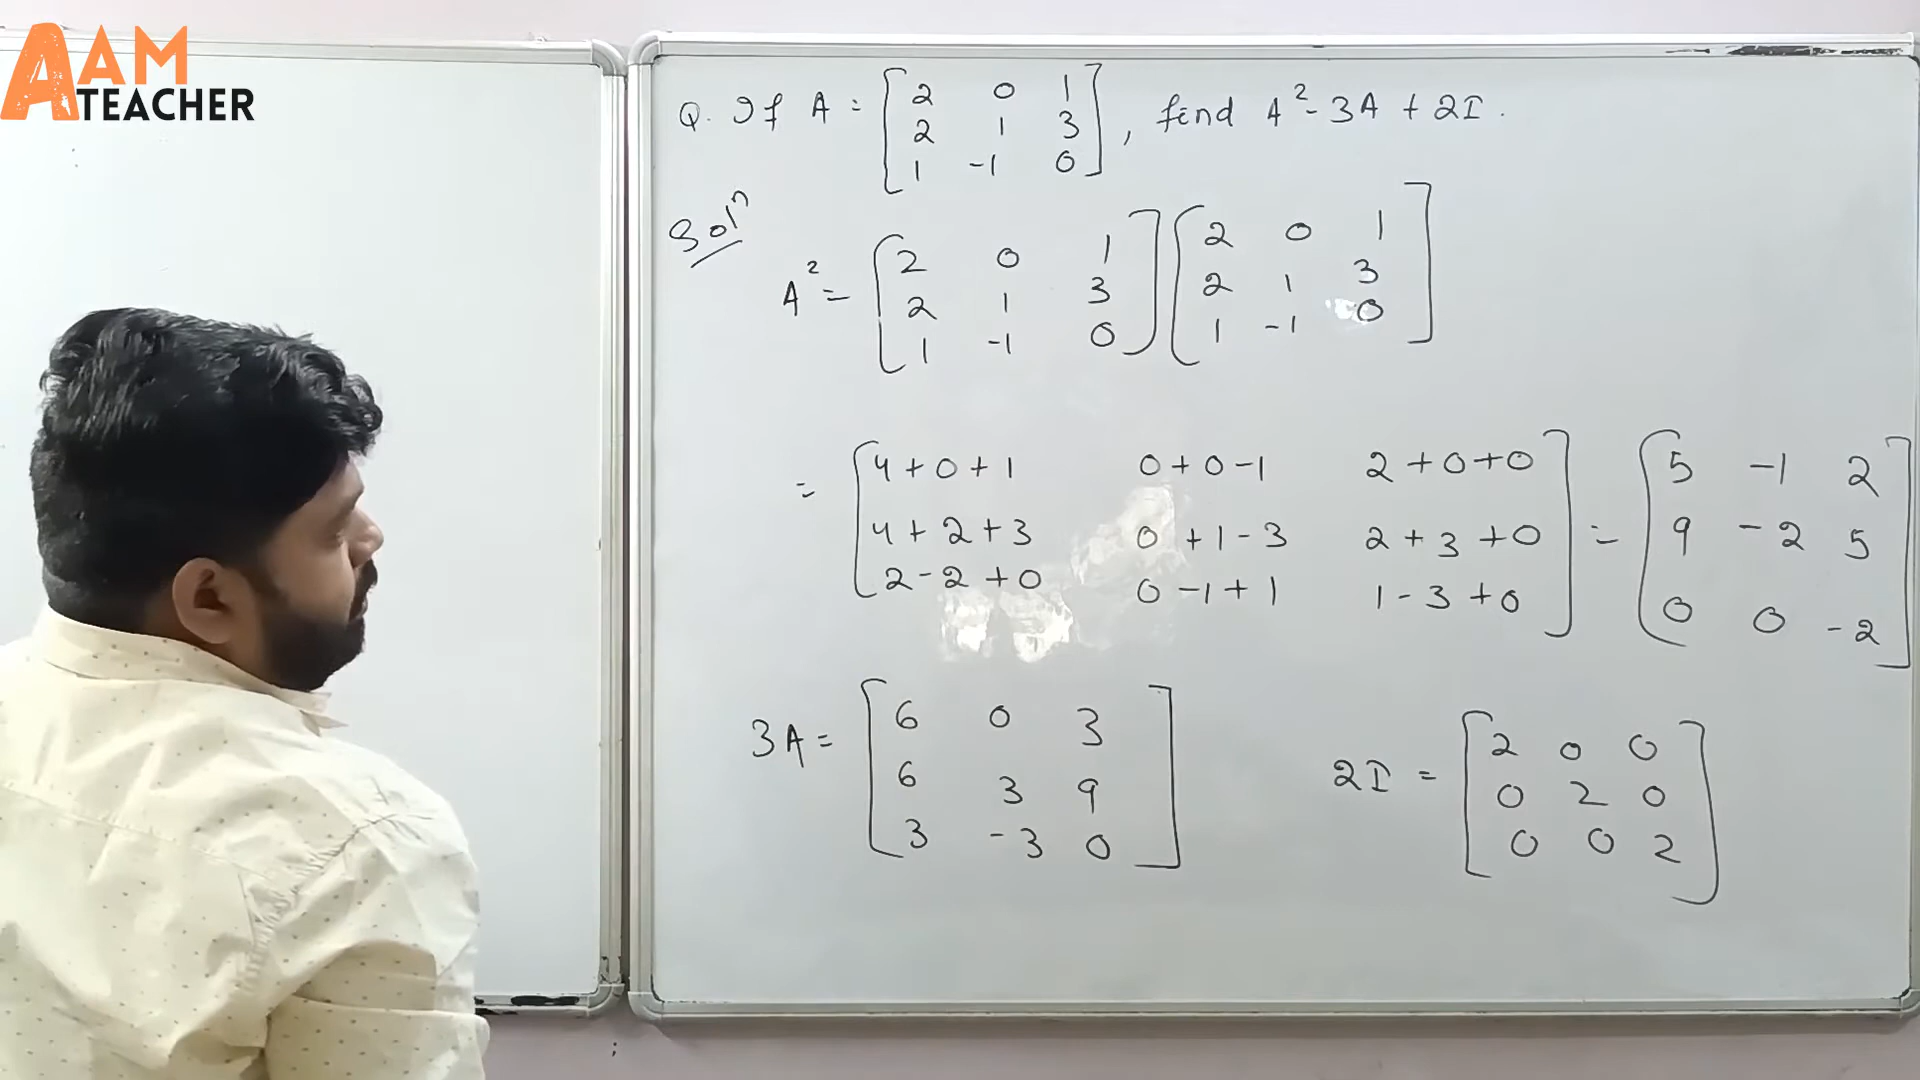 AAM
TEACHER
Q. If A = [2 0 1
2 1 3
1 -1 0], find A² - 3A + 2I.
Solⁿ
A² = [2 0 1
2 1 3
1 -1 0] [2 0 1
2 1 3
1 -1 0]
= [4+0+1 0+0-1 2+0+0
4+2+3 0+1-3 2+3+0
2-2+0 0-1+1 1-3+0] = [5 -1 2
9 -2 5
0 0 -2]
3A = [6 0 3
6 3 9
3 -3 0]
2I = [2 0 0
0 2 0
0 0 2]